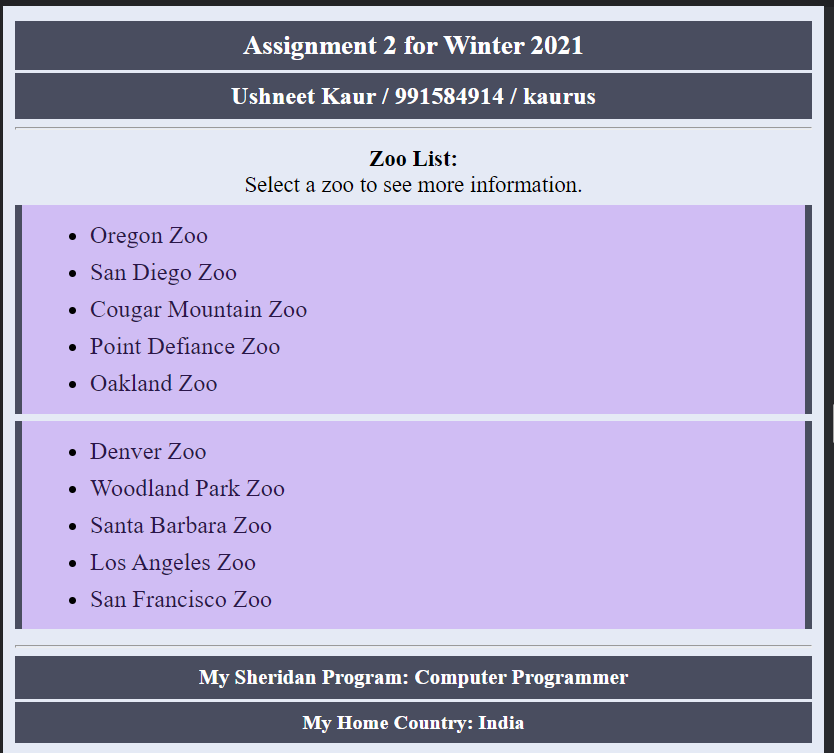 Assignment 2 for Winter 2021
Ushneet Kaur / 991584914 / kaurus
Zoo List:
Select a zoo to see more information.
Oregon Zoo
San Diego Zoo
Cougar Mountain Zoo
Point Defiance Zoo
Oakland Zoo
Denver Zoo
Woodland Park Zoo
Santa Barbara Zoo
Los Angeles Zoo
San Francisco Zoo
My Sheridan Program: Computer Programmer
My Home Country: India